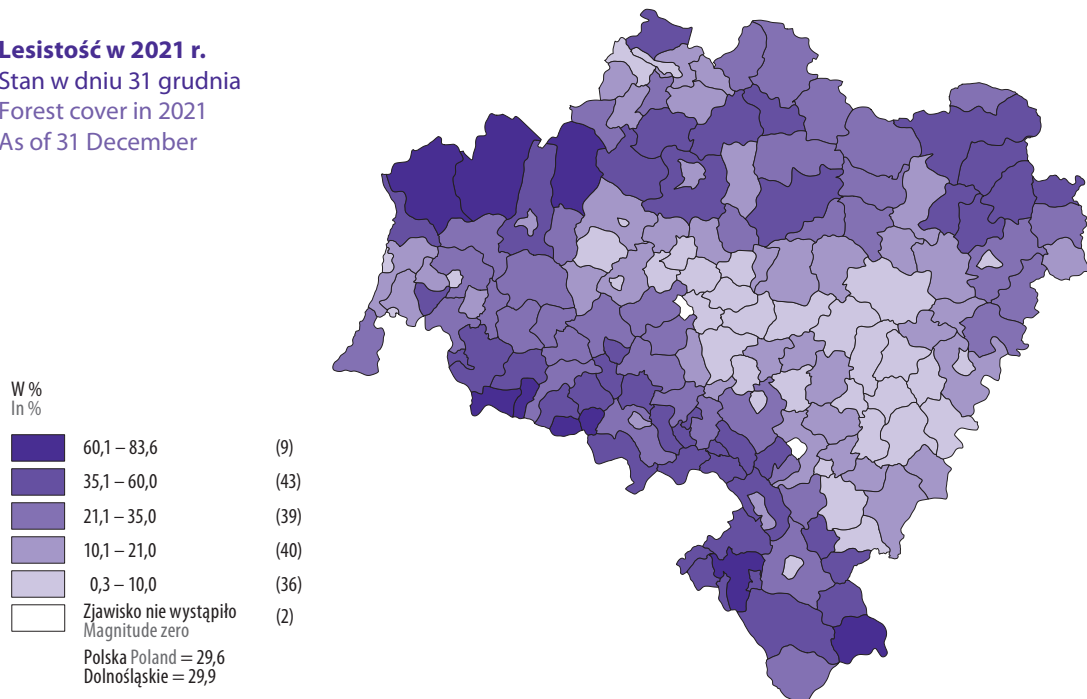 Lesistość w 2021 r.
Stan w dniu 31 grudnia
Forest cover in 2021
As of 31 December
W %
In %
60,1 – 83,6 (9)
35,1 – 60,0 (43)
21,1 – 35,0 (39)
10,1 – 21,0 (40)
0,3 – 10,0 (36)
Zjawisko nie wystąpiło (2)
Magnitude zero
Polska Poland = 29,6
Dolnośląskie = 29,9